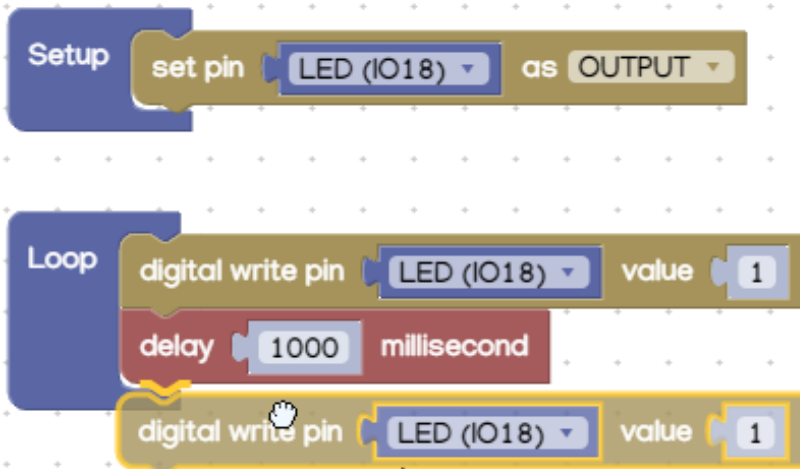 Setup
set pin LED (IO18) as OUTPUT
Loop
digital write pin LED (IO18) value 1
delay 1000 millisecond
digital write pin LED (IO18) value 1